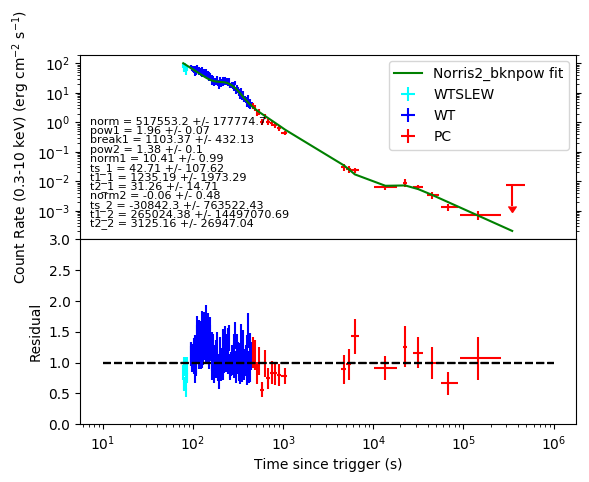 Count Rate (0.3-10 keV) (erg cm⁻² s⁻¹)
10²
10¹
10⁰
10⁻¹
10⁻²
10⁻³
Norris2_bknpow fit
WTSLEW
WT
PC
norm = 517553.2 +/- 177774.7
pow1 = 1.96 +/- 0.07
break1 = 1103.37 +/- 432.13
pow2 = 1.38 +/- 0.1
norm1 = 10.41 +/- 0.99
ts_1 = 42.71 +/- 107.62
t1_1 = 1235.19 +/- 1973.29
t2_1 = 31.26 +/- 14.71
norm2 = -0.06 +/- 0.48
ts_2 = -30842.3 +/- 763522.43
t1_2 = 265024.38 +/- 14497070.69
t2_2 = 3125.16 +/- 26947.04
Residual
3.0
2.5
2.0
1.5
1.0
0.5
0.0
10¹ 10² 10³ 10⁴ 10⁵ 10⁶
Time since trigger (s)